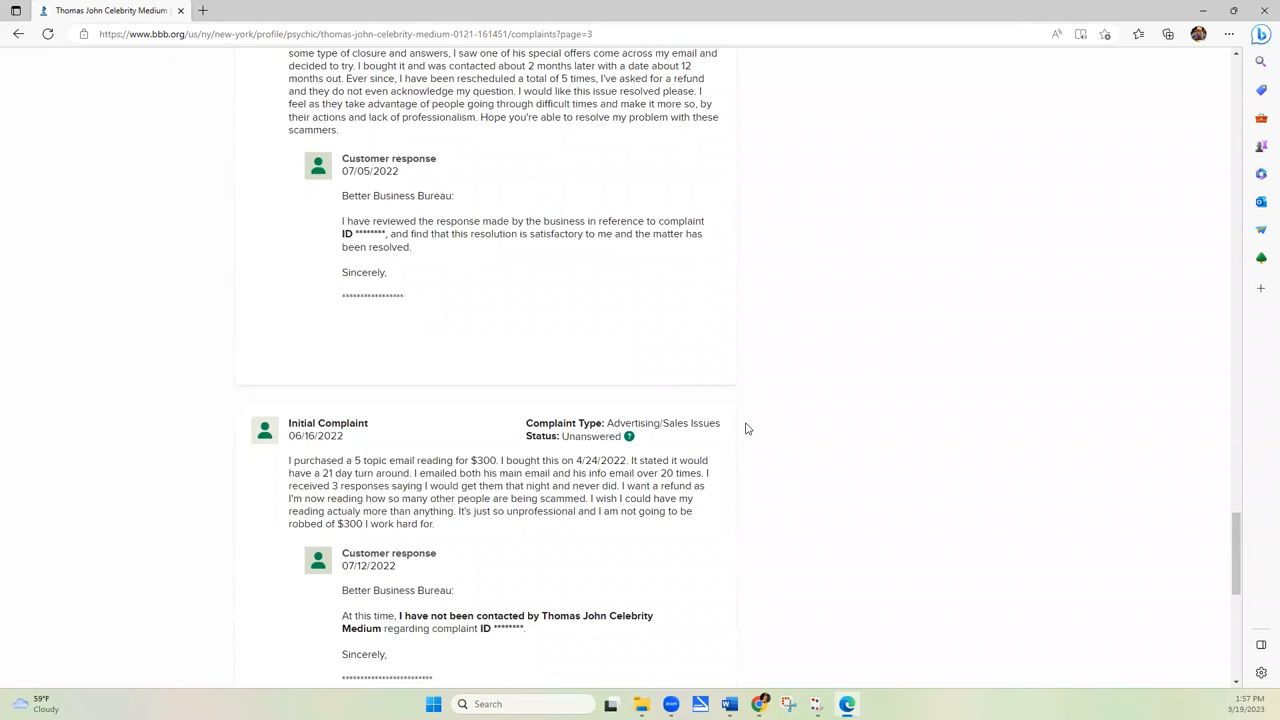 Thomas John Celebrity Medium |
https://www.bbb.org/us/ny/new-york/profile/psychic/thomas-john-celebrity-medium-0121-161451/complaints?page=3
some type of closure and answers, I saw one of his special offers come across my email and
decided to try. I bought it and was contacted about 2 months later with a date about 12
months out. Ever since, I have been rescheduled a total of 5 times, I've asked for a refund
and they do not even acknowledge my question. I would like this issue resolved please. I
feel as they take advantage of people going through difficult times and make it more so, by
their actions and lack of professionalism. Hope you're able to resolve my problem with these
scammers.
Customer response
07/05/2022
Better Business Bureau:
I have reviewed the response made by the business in reference to complaint
ID ********, and find that this resolution is satisfactory to me and the matter has
been resolved.
Sincerely,
****************
Initial Complaint
06/16/2022
Complaint Type: Advertising/Sales Issues
Status: Unanswered ?
I purchased a 5 topic email reading for $300. I bought this on 4/24/2022. It stated it would
have a 21 day turn around. I emailed both his main email and his info email over 20 times. I
received 3 responses saying I would get them that night and never did. I want a refund as
I'm now reading how so many other people are being scammed. I wish I could have my
reading actualy more than anything. It's just so unprofessional and I am not going to be
robbed of $300 I work hard for.
Customer response
07/12/2022
Better Business Bureau:
At this time, I have not been contacted by Thomas John Celebrity
Medium regarding complaint ID ********.
Sincerely,
************************
59°F
Cloudy
Search
1:57 PM
3/19/2023